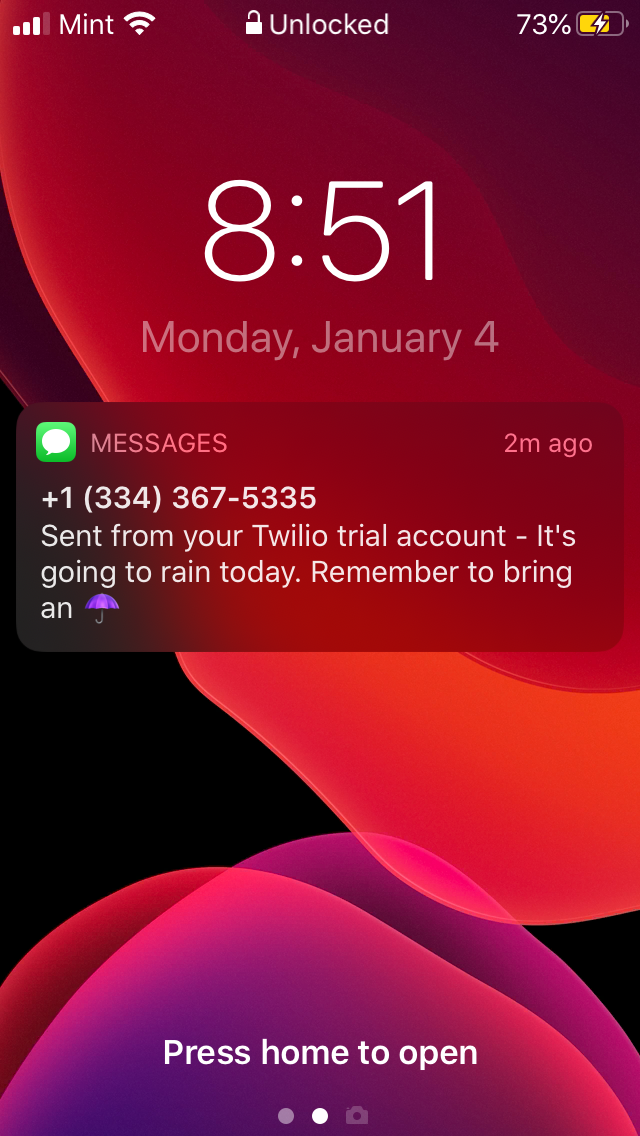 Mint Unlocked 73%
8:51
Monday, January 4
MESSAGES 2m ago
+1 (334) 367-5335
Sent from your Twilio trial account - It's
going to rain today. Remember to bring
an ☔
Press home to open